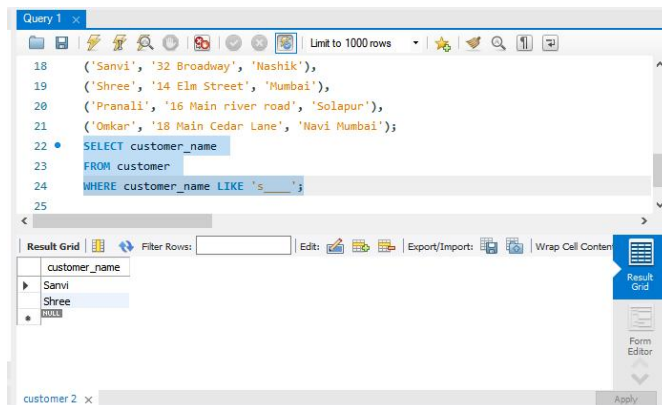 Query 1
Limit to 1000 rows
18 ('Sanvi', '32 Broadway', 'Nashik'),
19 ('Shree', '14 Elm Street', 'Mumbai'),
20 ('Pranali', '16 Main river road', 'Solapur'),
21 ('Omkar', '18 Main Cedar Lane', 'Navi Mumbai');
22 SELECT customer_name
23 FROM customer
24 WHERE customer_name LIKE 's____';
25
Result Grid Filter Rows: Edit: Export/Import: Wrap Cell Conten
customer_name
Sanvi
Shree
NULL
Result
Grid
Form
Editor
customer 2
Apply